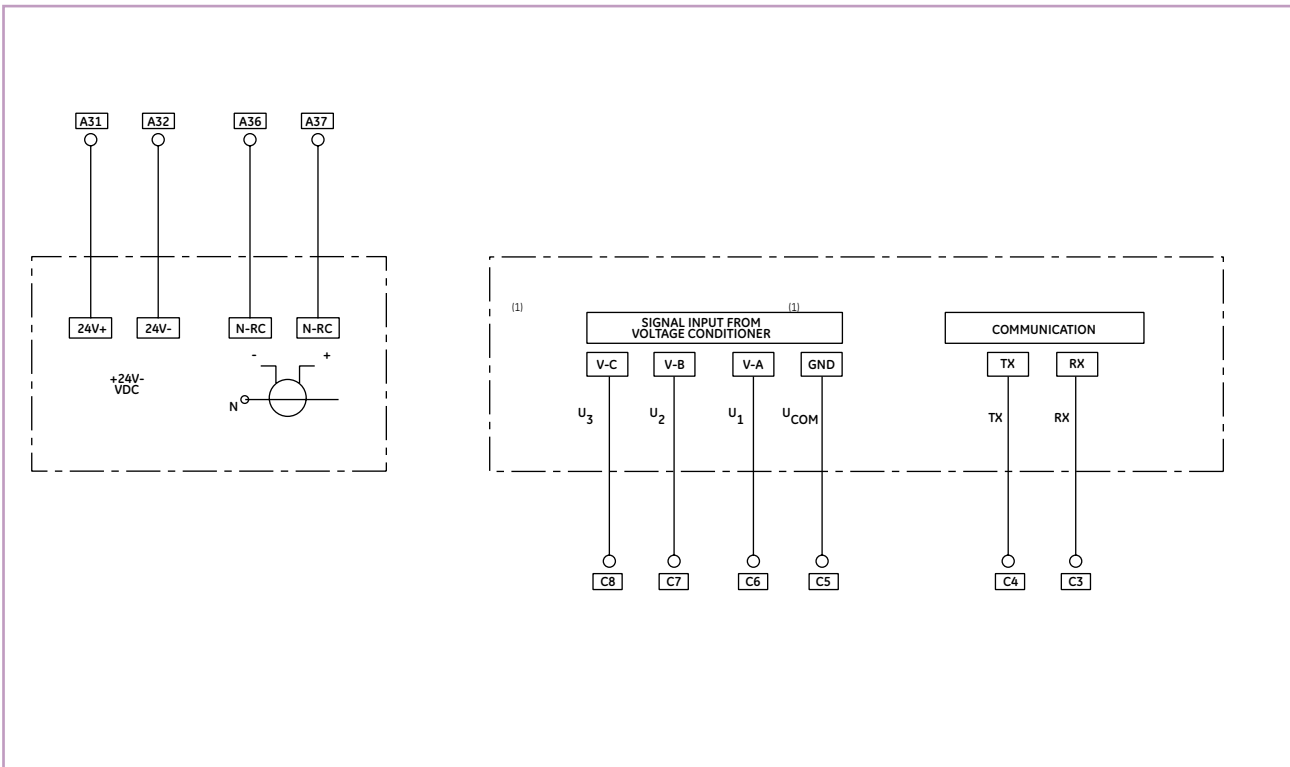 A31 A32 A36 A37
24V+ 24V- N-RC N-RC
+24V-
VDC
- +
N
(1) (1)
SIGNAL INPUT FROM
VOLTAGE CONDITIONER
COMMUNICATION
V-C V-B V-A GND TX RX
U3 U2 U1 UCOM TX RX
C8 C7 C6 C5 C4 C3